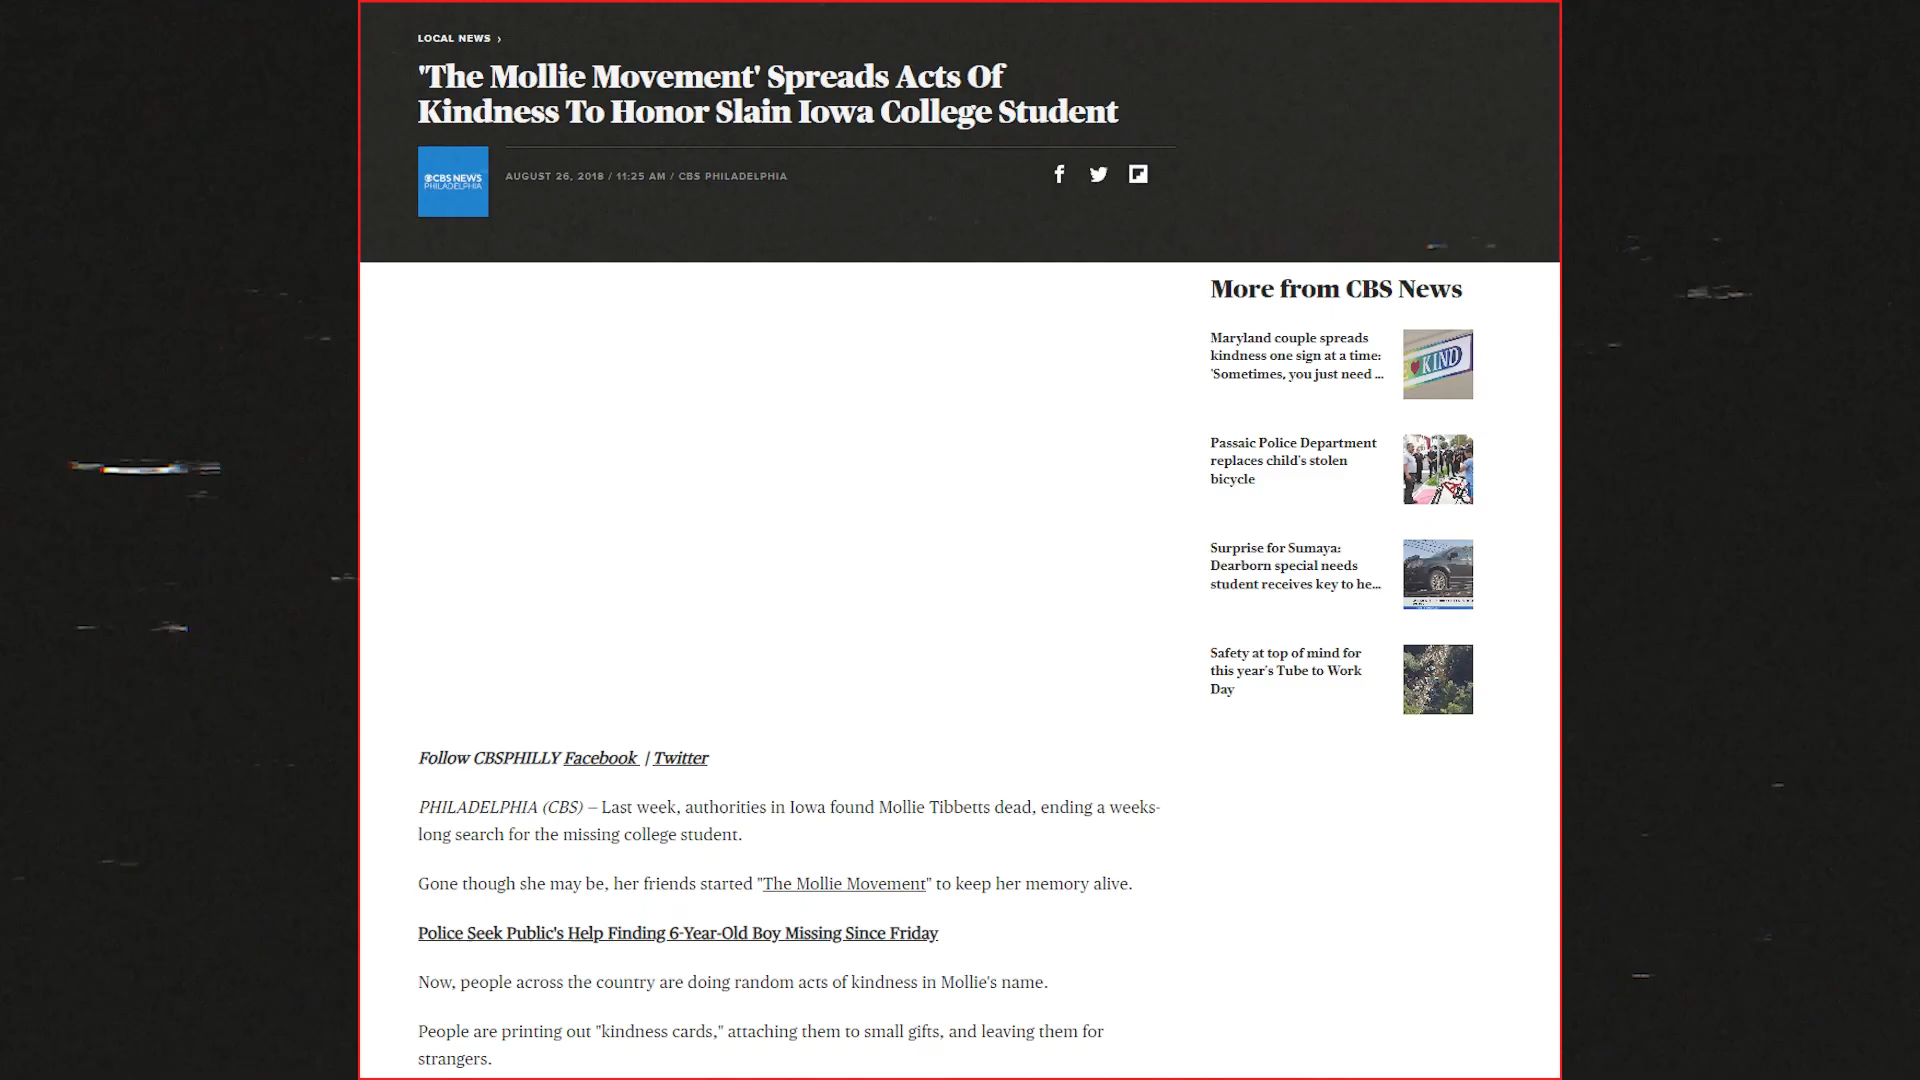 LOCAL NEWS ›
'The Mollie Movement' Spreads Acts Of
Kindness To Honor Slain Iowa College Student
CBS NEWS
PHILADELPHIA
AUGUST 26, 2018 / 11:25 AM / CBS PHILADELPHIA
More from CBS News
Maryland couple spreads
kindness one sign at a time:
'Sometimes, you just need ...
KIND
Passaic Police Department
replaces child's stolen
bicycle
Surprise for Sumaya:
Dearborn special needs
student receives key to he...
Safety at top of mind for
this year's Tube to Work
Day
Follow CBSPHILLY Facebook | Twitter
PHILADELPHIA (CBS) – Last week, authorities in Iowa found Mollie Tibbetts dead, ending a weeks-
long search for the missing college student.
Gone though she may be, her friends started "The Mollie Movement" to keep her memory alive.
Police Seek Public's Help Finding 6-Year-Old Boy Missing Since Friday
Now, people across the country are doing random acts of kindness in Mollie's name.
People are printing out "kindness cards," attaching them to small gifts, and leaving them for
strangers.